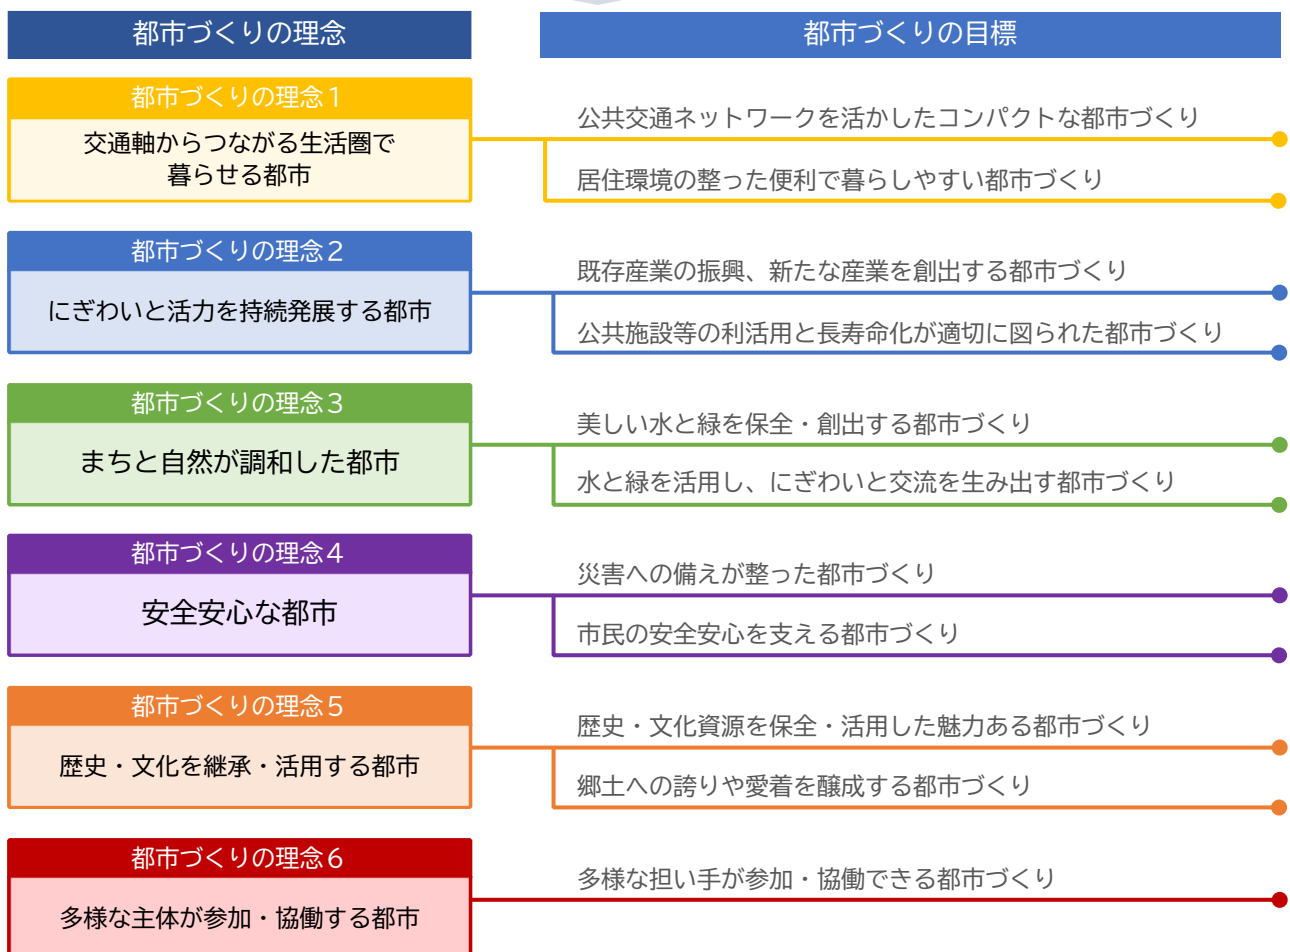 都市づくりの理念
都市づくりの目標
都市づくりの理念１
交通軸からつながる生活圏で
暮らせる都市
公共交通ネットワークを活かしたコンパクトな都市づくり
居住環境の整った便利で暮らしやすい都市づくり
都市づくりの理念２
にぎわいと活力を持続発展する都市
既存産業の振興、新たな産業を創出する都市づくり
公共施設等の利活用と長寿命化が適切に図られた都市づくり
都市づくりの理念３
まちと自然が調和した都市
美しい水と緑を保全・創出する都市づくり
水と緑を活用し、にぎわいと交流を生み出す都市づくり
都市づくりの理念４
安全安心な都市
災害への備えが整った都市づくり
市民の安全安心を支える都市づくり
都市づくりの理念５
歴史・文化を継承・活用する都市
歴史・文化資源を保全・活用した魅力ある都市づくり
郷土への誇りや愛着を醸成する都市づくり
都市づくりの理念６
多様な主体が参加・協働する都市
多様な担い手が参加・協働できる都市づくり